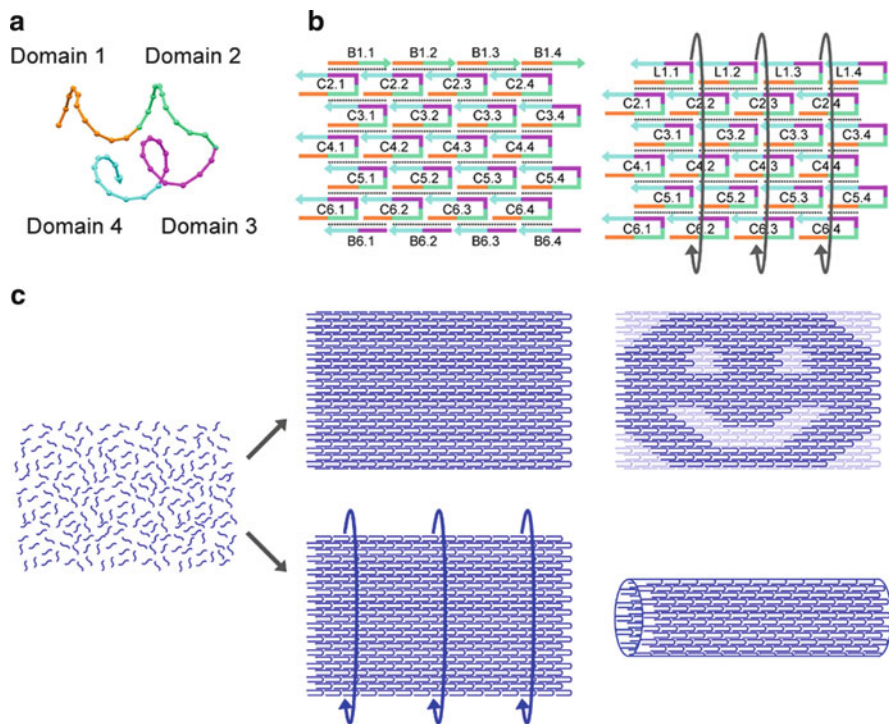 a
Domain 1 Domain 2
Domain 4 Domain 3
b
B1.1 B1.2 B1.3 B1.4
C2.1 C2.2 C2.3 C2.4
C3.1 C3.2 C3.3 C3.4
C4.1 C4.2 C4.3 C4.4
C5.1 C5.2 C5.3 C5.4
C6.1 C6.2 C6.3 C6.4
B6.1 B6.2 B6.3 B6.4
L1.1 L1.2 L1.3 L1.4
C2.1 C2.2 C2.3 C2.4
C3.1 C3.2 C3.3 C3.4
C4.1 C4.2 C4.3 C4.4
C5.1 C5.2 C5.3 C5.4
C6.1 C6.2 C6.3 C6.4
c